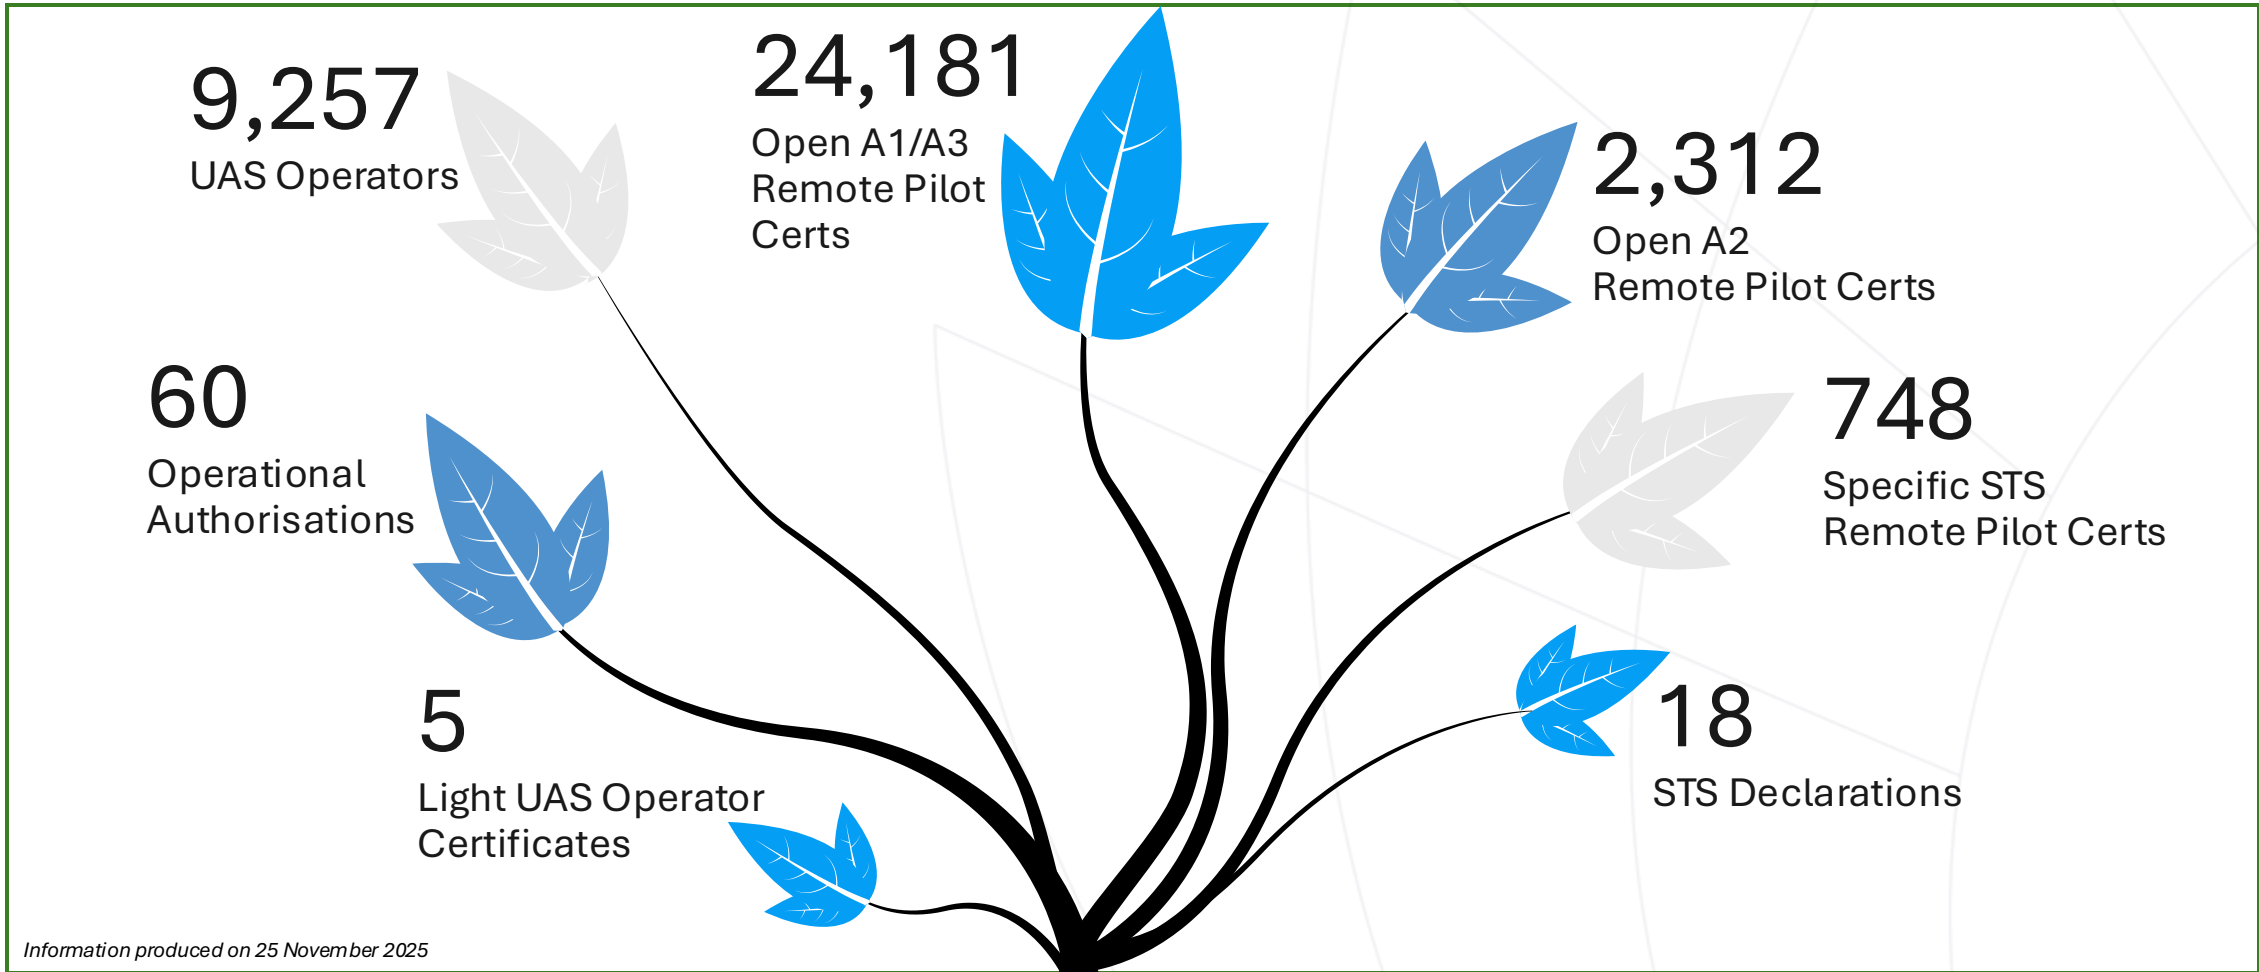 9,257
UAS Operators
24,181
Open A1/A3
Remote Pilot
Certs
2,312
Open A2
Remote Pilot Certs
60
Operational
Authorisations
748
Specific STS
Remote Pilot Certs
5
Light UAS Operator
Certificates
18
STS Declarations
Information produced on 25 November 2025